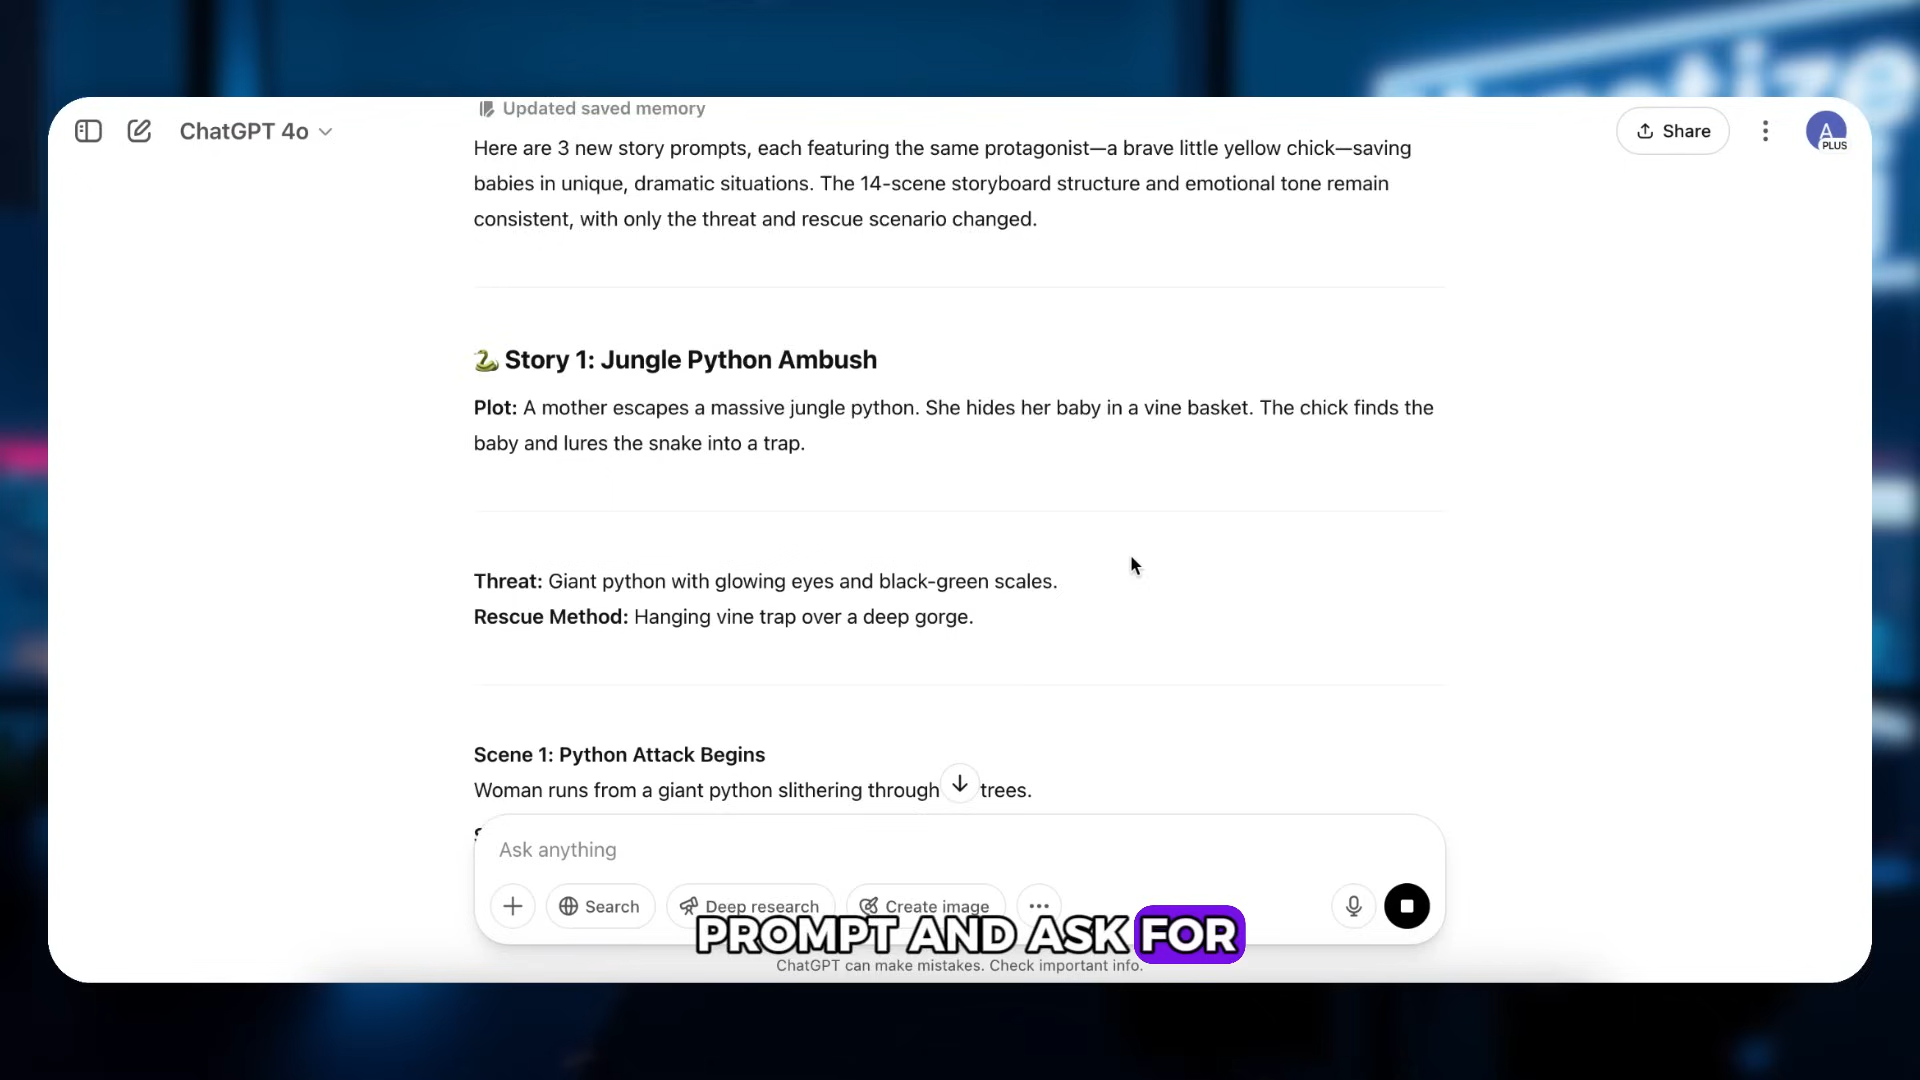 Updated saved memory
ChatGPT 4o
Share
A
PLUS
Here are 3 new story prompts, each featuring the same protagonist—a brave little yellow chick—saving
babies in unique, dramatic situations. The 14-scene storyboard structure and emotional tone remain
consistent, with only the threat and rescue scenario changed.
🐍 Story 1: Jungle Python Ambush
Plot: A mother escapes a massive jungle python. She hides her baby in a vine basket. The chick finds the
baby and lures the snake into a trap.
Threat: Giant python with glowing eyes and black-green scales.
Rescue Method: Hanging vine trap over a deep gorge.
Scene 1: Python Attack Begins
Woman runs from a giant python slithering through trees.
Ask anything
Search
Deep research
Create image
PROMPT AND ASK FOR
ChatGPT can make mistakes. Check important info.